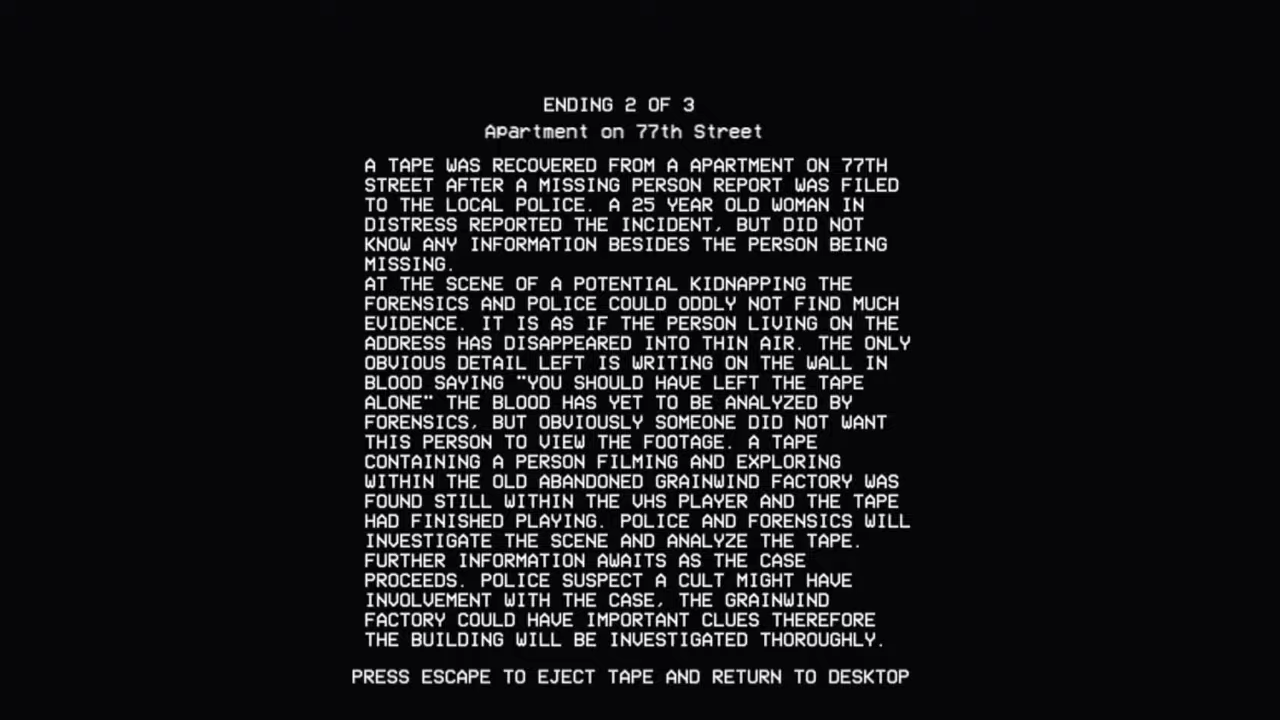 ENDING 2 OF 3
Apartment on 77th Street
A TAPE WAS RECOVERED FROM A APARTMENT ON 77TH
STREET AFTER A MISSING PERSON REPORT WAS FILED
TO THE LOCAL POLICE. A 25 YEAR OLD WOMAN IN
DISTRESS REPORTED THE INCIDENT, BUT DID NOT
KNOW ANY INFORMATION BESIDES THE PERSON BEING
MISSING.
AT THE SCENE OF A POTENTIAL KIDNAPPING THE
FORENSICS AND POLICE COULD ODDLY NOT FIND MUCH
EVIDENCE. IT IS AS IF THE PERSON LIVING ON THE
ADDRESS HAS DISAPPEARED INTO THIN AIR. THE ONLY
OBVIOUS DETAIL LEFT IS WRITING ON THE WALL IN
BLOOD SAYING "YOU SHOULD HAVE LEFT THE TAPE
ALONE" THE BLOOD HAS YET TO BE ANALYZED BY
FORENSICS, BUT OBVIOUSLY SOMEONE DID NOT WANT
THIS PERSON TO VIEW THE FOOTAGE. A TAPE
CONTAINING A PERSON FILMING AND EXPLORING
WITHIN THE OLD ABANDONED GRAINWIND FACTORY WAS
FOUND STILL WITHIN THE VHS PLAYER AND THE TAPE
HAD FINISHED PLAYING. POLICE AND FORENSICS WILL
INVESTIGATE THE SCENE AND ANALYZE THE TAPE.
FURTHER INFORMATION AWAITS AS THE CASE
PROCEEDS. POLICE SUSPECT A CULT MIGHT HAVE
INVOLVEMENT WITH THE CASE, THE GRAINWIND
FACTORY COULD HAVE IMPORTANT CLUES THEREFORE
THE BUILDING WILL BE INVESTIGATED THOROUGHLY.
PRESS ESCAPE TO EJECT TAPE AND RETURN TO DESKTOP